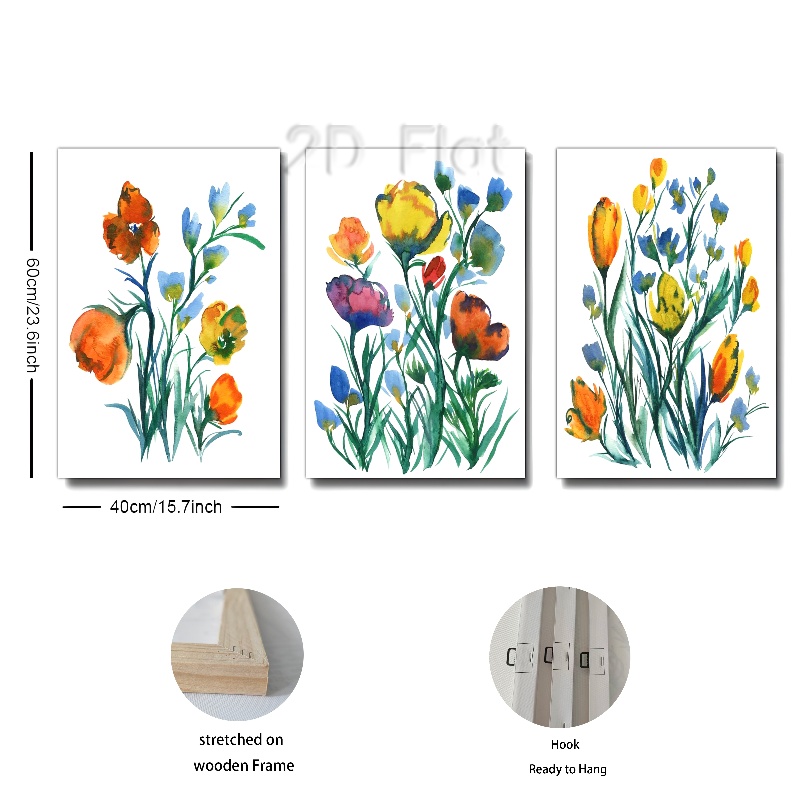 2D Flat
60cm/23.6inch
40cm/15.7inch
stretched on
wooden Frame
Hook
Ready to Hang